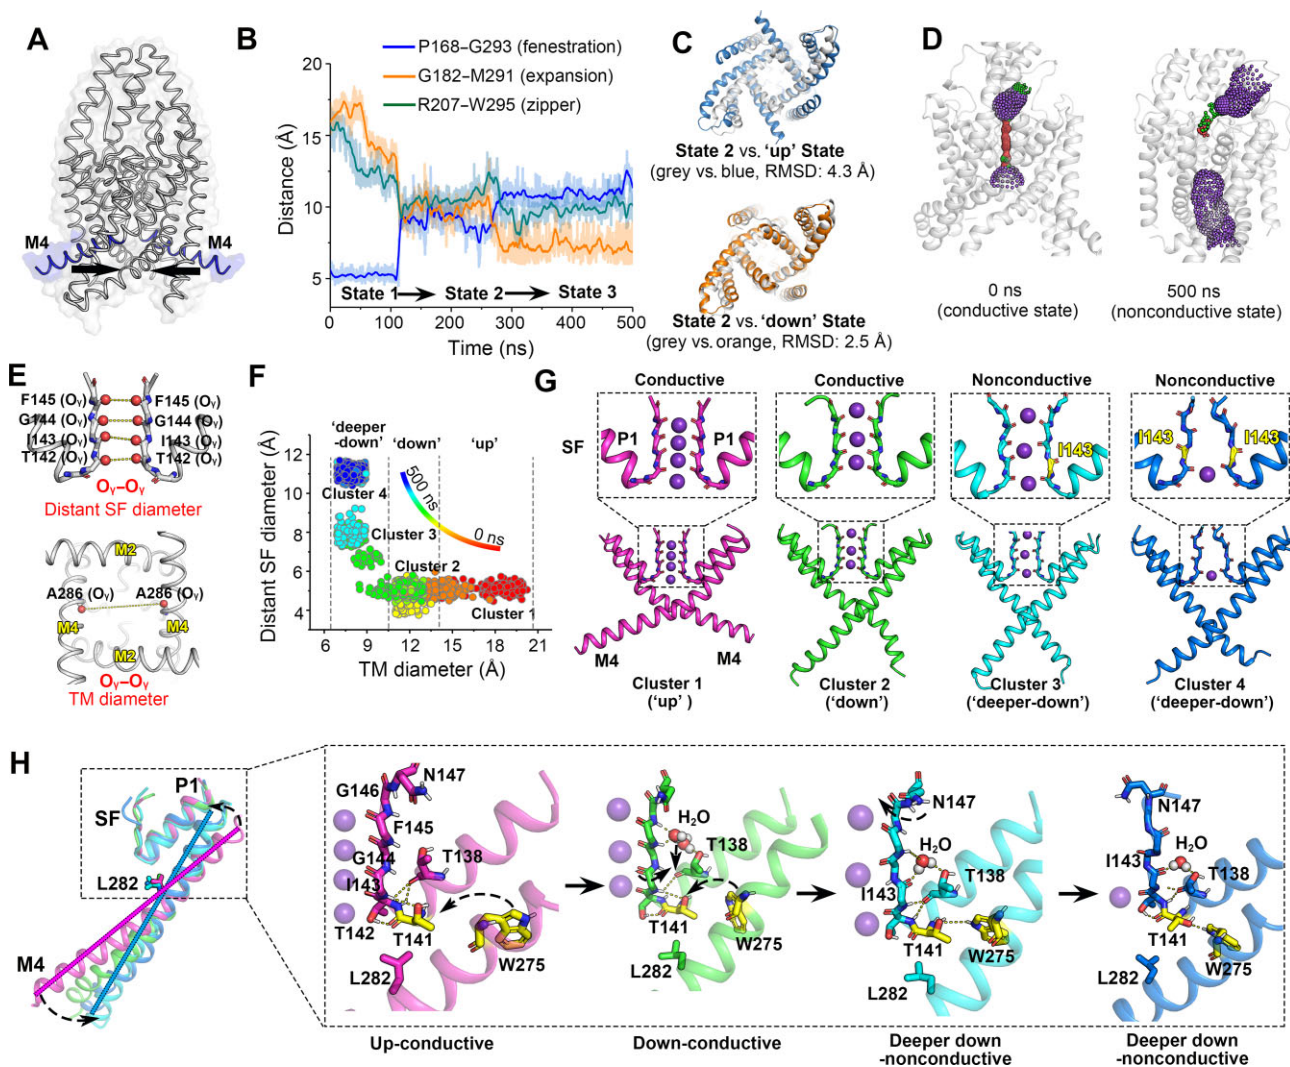 A
M4
M4
B
P168–G293 (fenestration)
G182–M291 (expansion)
R207–W295 (zipper)
Distance (Å)
20
15
10
5
State 1
State 2
State 3
0
100
200
300
400
500
Time (ns)
C
State 2 vs. ‘up’ State
(grey vs. blue, RMSD: 4.3 Å)
State 2 vs. ‘down’ State
(grey vs. orange, RMSD: 2.5 Å)
D
0 ns
(conductive state)
500 ns
(nonconductive state)
E
F145 (Oγ)
F145 (Oγ)
G144 (Oγ)
G144 (Oγ)
I143 (Oγ)
I143 (Oγ)
T142 (Oγ)
T142 (Oγ)
Oγ–Oγ
Distant SF diameter
M2
A286 (Oγ)
A286 (Oγ)
M4
M4
M2
Oγ–Oγ
TM diameter
F
Distant SF diameter (Å)
12
10
8
6
4
‘deeper
-down’
‘down’
‘up’
500 ns
0 ns
Cluster 4
Cluster 3
Cluster 2
Cluster 1
6
9
12
15
18
21
TM diameter (Å)
G
Conductive
Conductive
Nonconductive
Nonconductive
SF
P1
P1
I143
I143
I143
M4
M4
Cluster 1
(‘up’ )
Cluster 2
(‘down’)
Cluster 3
(‘deeper-down’)
Cluster 4
(‘deeper-down’)
H
P1
SF
L282
M4
N147
G146
F145
G144
T138
I143
T142
T141
W275
L282
Up-conductive
H2O
T138
T141
W275
L282
Down-conductive
N147
H2O
I143
T138
T141
W275
L282
Deeper down
-nonconductive
N147
H2O
I143
T138
T141
W275
L282
Deeper down
-nonconductive